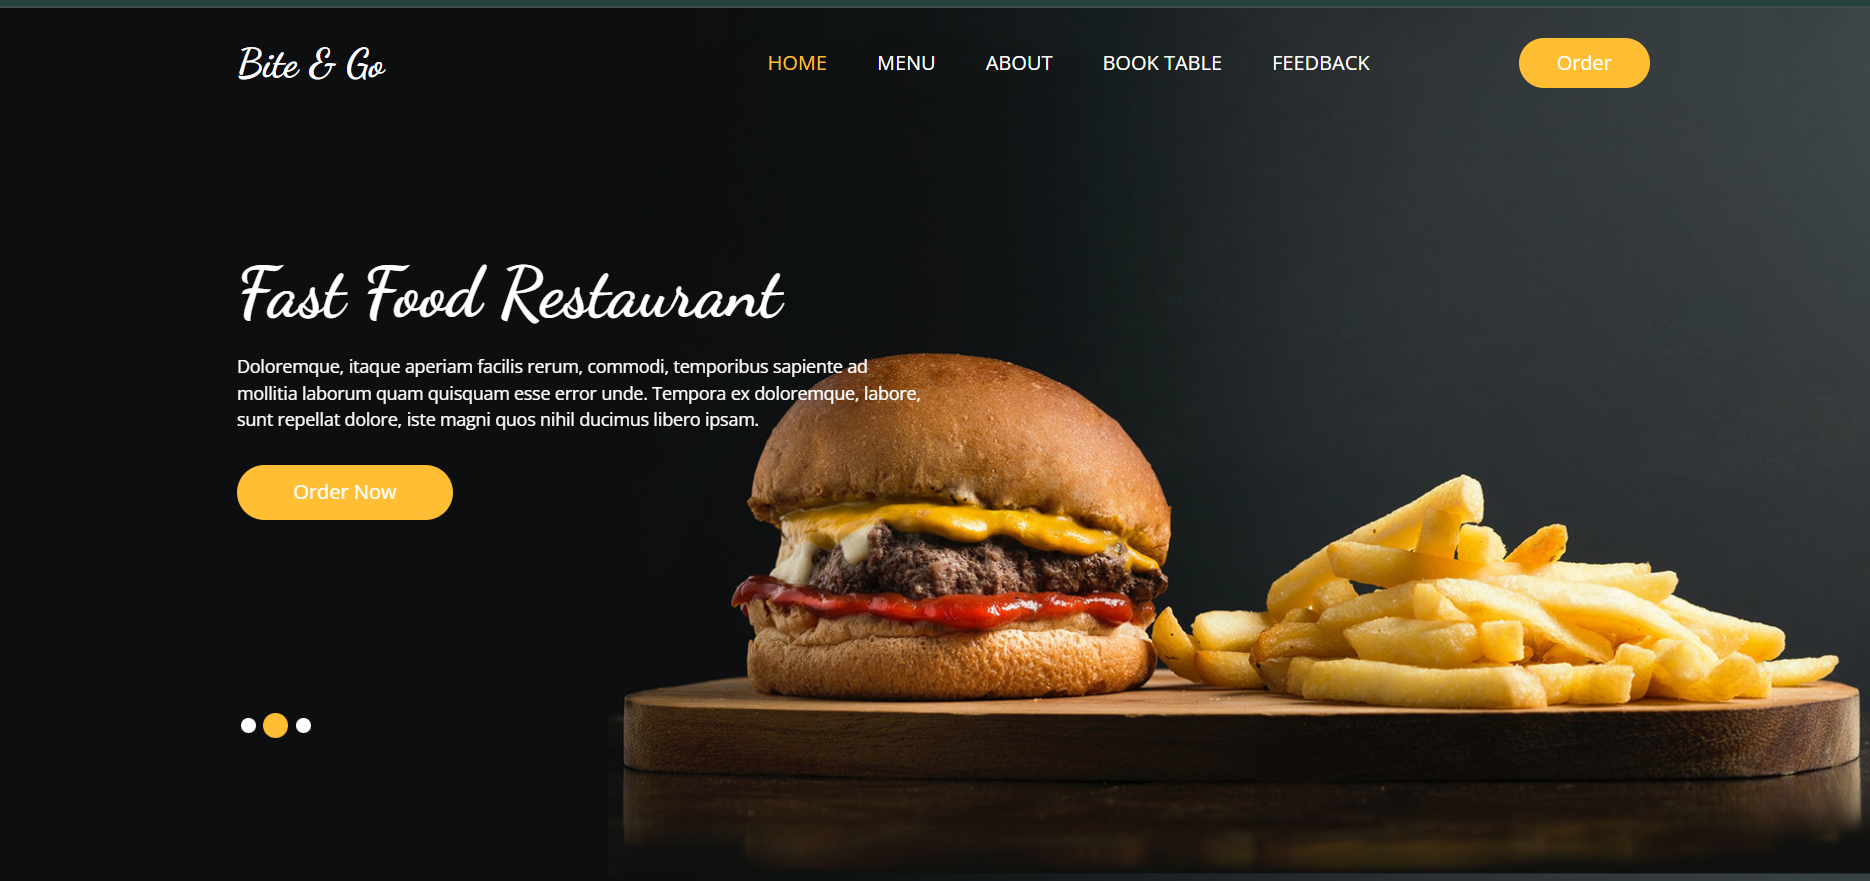 Bite & Go
HOME MENU ABOUT BOOK TABLE FEEDBACK
Order
Fast Food Restaurant
Doloremque, itaque aperiam facilis rerum, commodi, temporibus sapiente ad
mollitia laborum quam quisquam esse error unde. Tempora ex doloremque, labore,
sunt repellat dolore, iste magni quos nihil ducimus libero ipsam.
Order Now